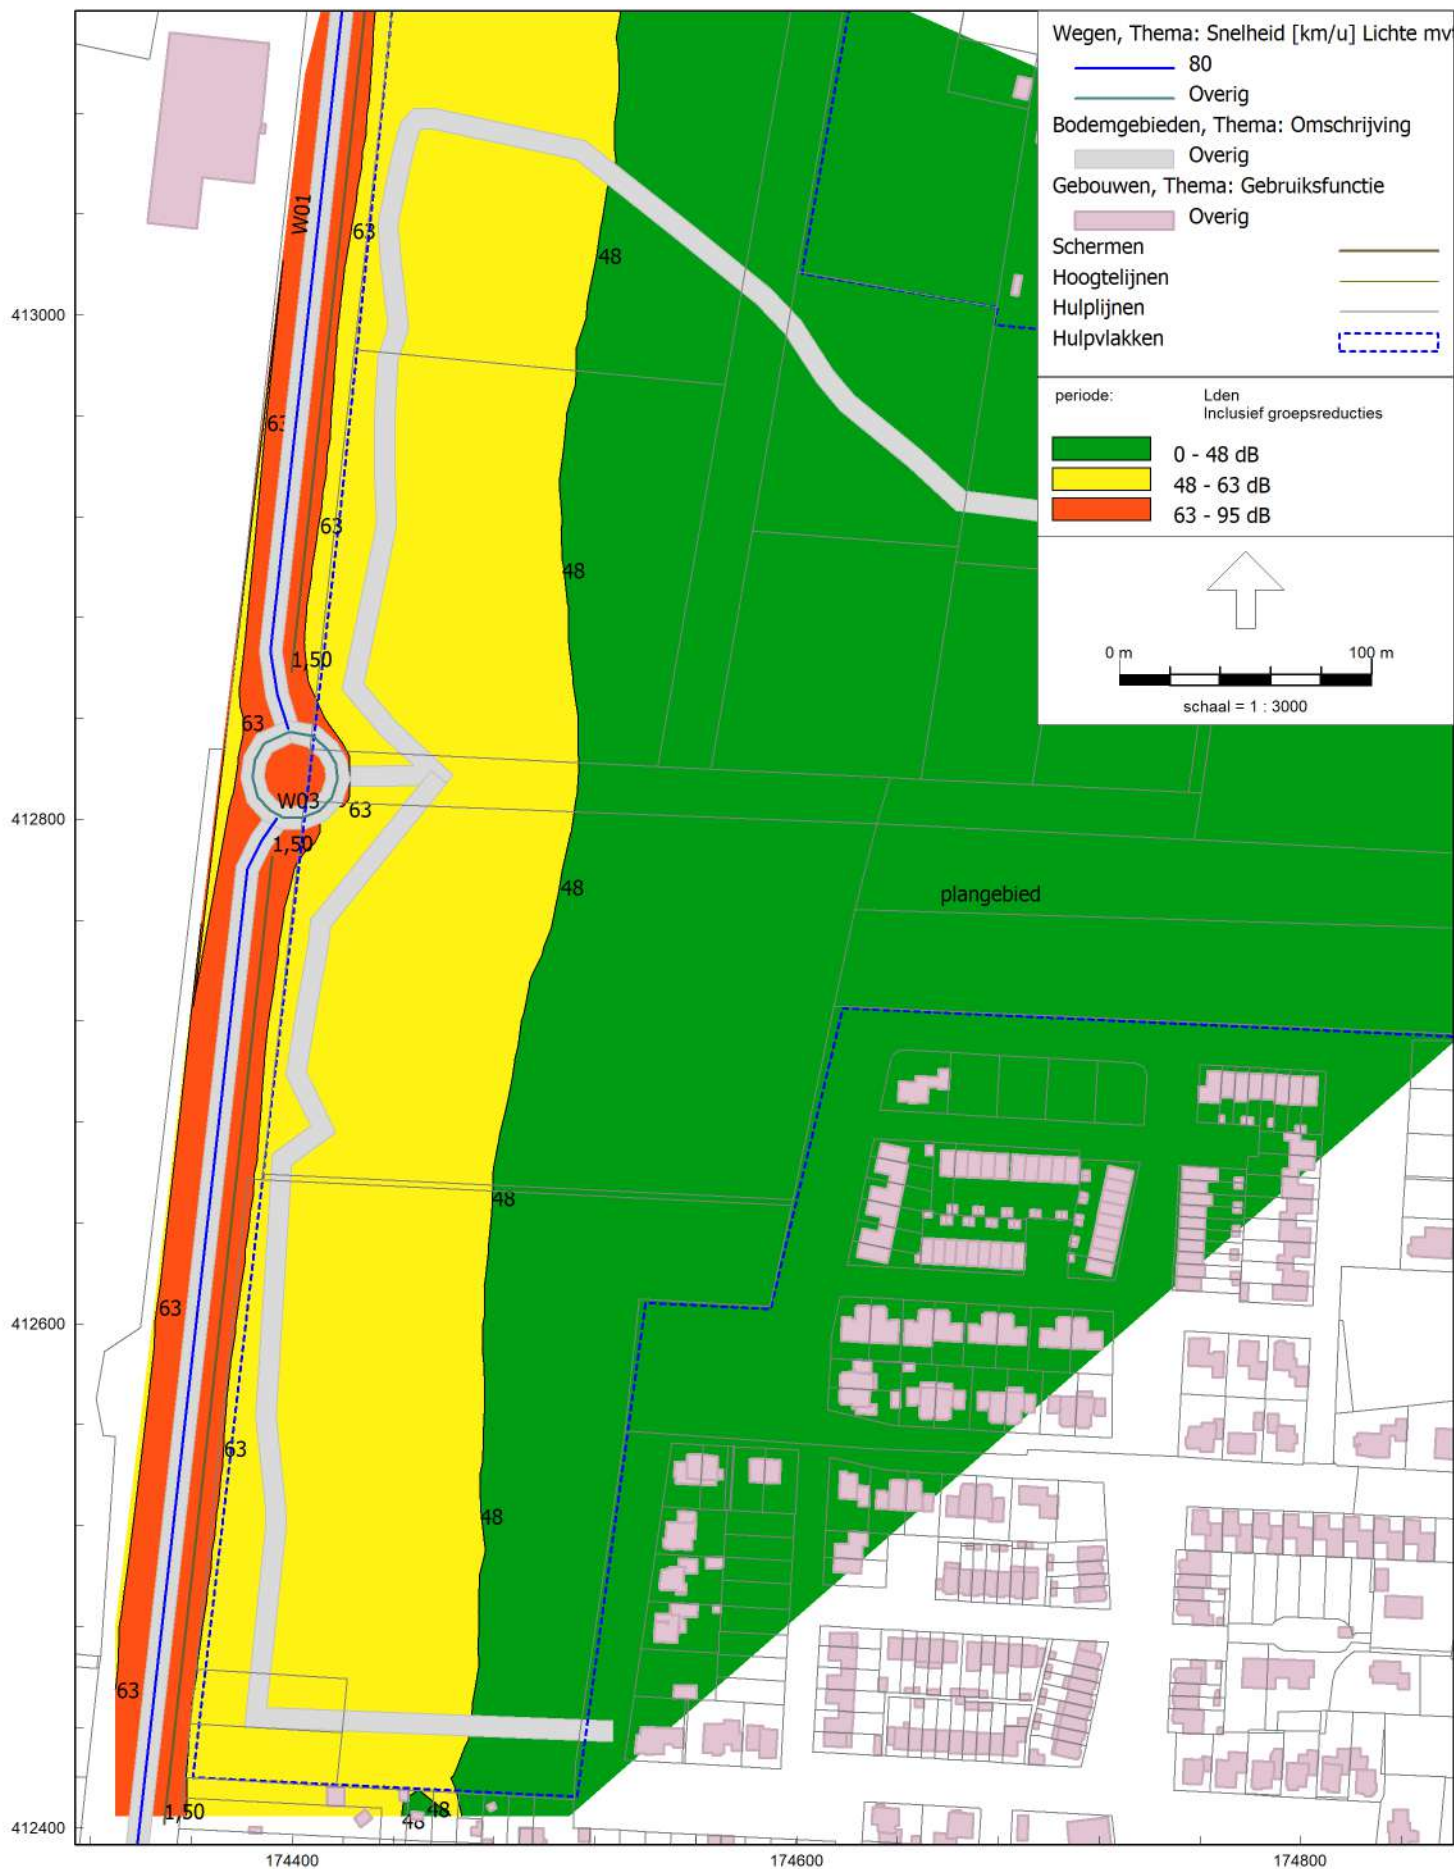 Wegen, Thema: Snelheid [km/u] Lichte mv
80
Overig
Bodemgebieden, Thema: Omschrijving
Overig
Gebouwen, Thema: Gebruiksfunctie
Overig
Schermen
Hoogtelijnen
Hulplijnen
Hulpvlakken
periode:
Lden
Inclusief groepsreducties
0 - 48 dB
48 - 63 dB
63 - 95 dB
0 m
100 m
schaal = 1 : 3000
W01
63
48
413000
63
63
48
1,50
63
W03
63
412800
1,50
48
plangebied
48
63
412600
63
48
63
1,50
48
48
412400
174400
174600
174800